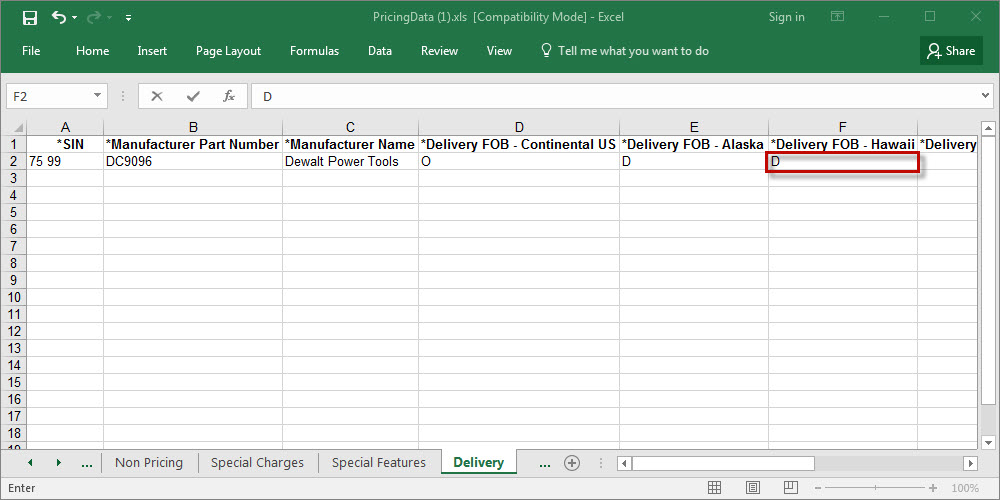 PricingData (1).xls [Compatibility Mode] - Excel Sign in
File Home Insert Page Layout Formulas Data Review View Tell me what you want to do Share
F2 fx D
A B C D E F
1 *SIN *Manufacturer Part Number *Manufacturer Name *Delivery FOB - Continental US *Delivery FOB - Alaska *Delivery FOB - Hawaii *Delivery
2 75 99 DC9096 Dewalt Power Tools O D D
3
4
5
6
7
8
9
10
11
12
13
14
15
16
17
18
19
... Non Pricing Special Charges Special Features Delivery ...
Enter 100%